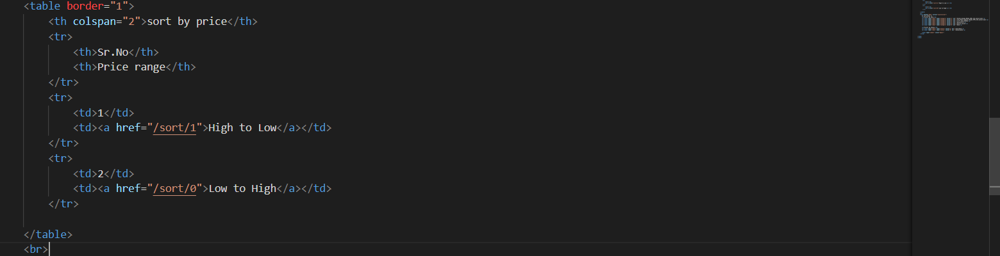 <table border="1">
    <th colspan="2">sort by price</th>
    <tr>
        <th>Sr.No</th>
        <th>Price range</th>
    </tr>
    <tr>
        <td>1</td>
        <td><a href="/sort/1">High to Low</a></td>
    </tr>
    <tr>
        <td>2</td>
        <td><a href="/sort/0">Low to High</a></td>
    </tr>

</table>
<br>